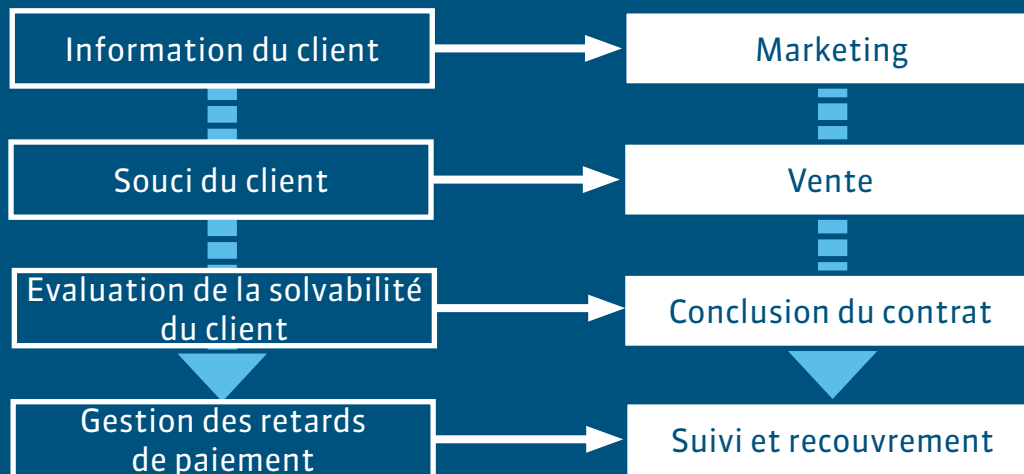 Information du client
Marketing
Souci du client
Vente
Evaluation de la solvabilité
du client
Conclusion du contrat
Gestion des retards
de paiement
Suivi et recouvrement